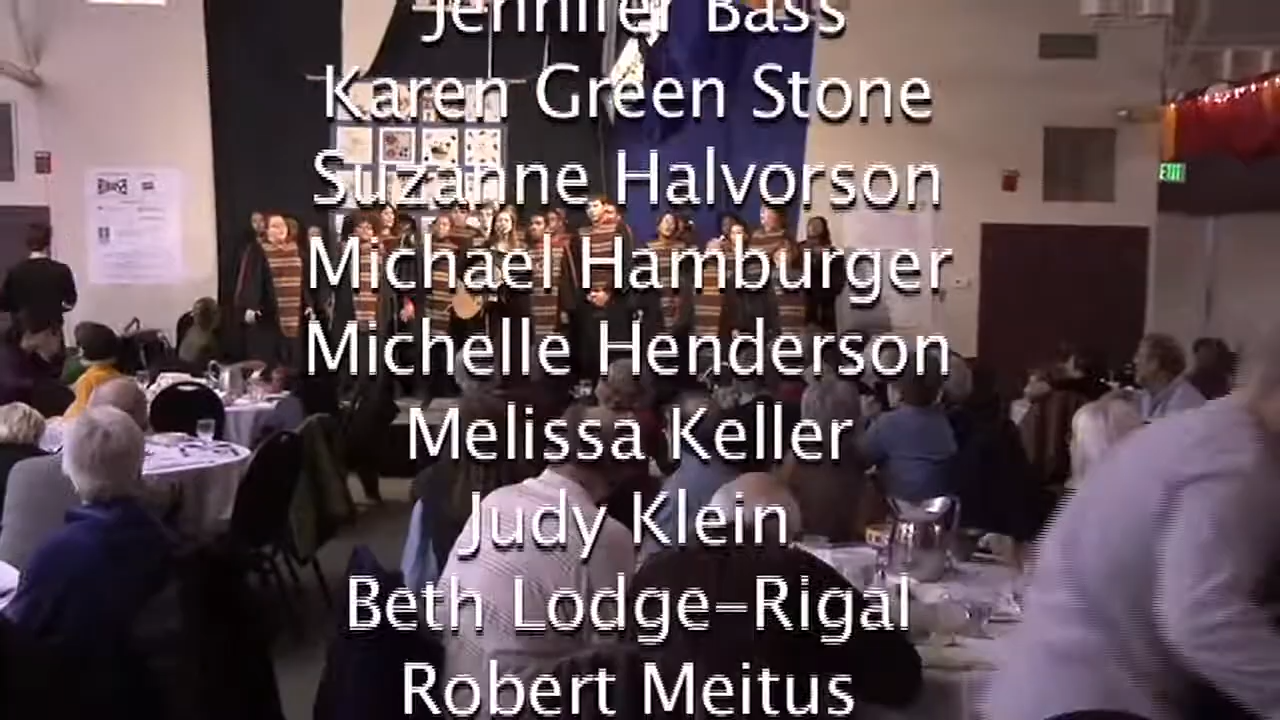 Jennifer Bass
Karen Green Stone
Suzanne Halvorson
Michael Hamburger
Michelle Henderson
Melissa Keller
Judy Klein
Beth Lodge-Rigal
Robert Meitus
EXIT